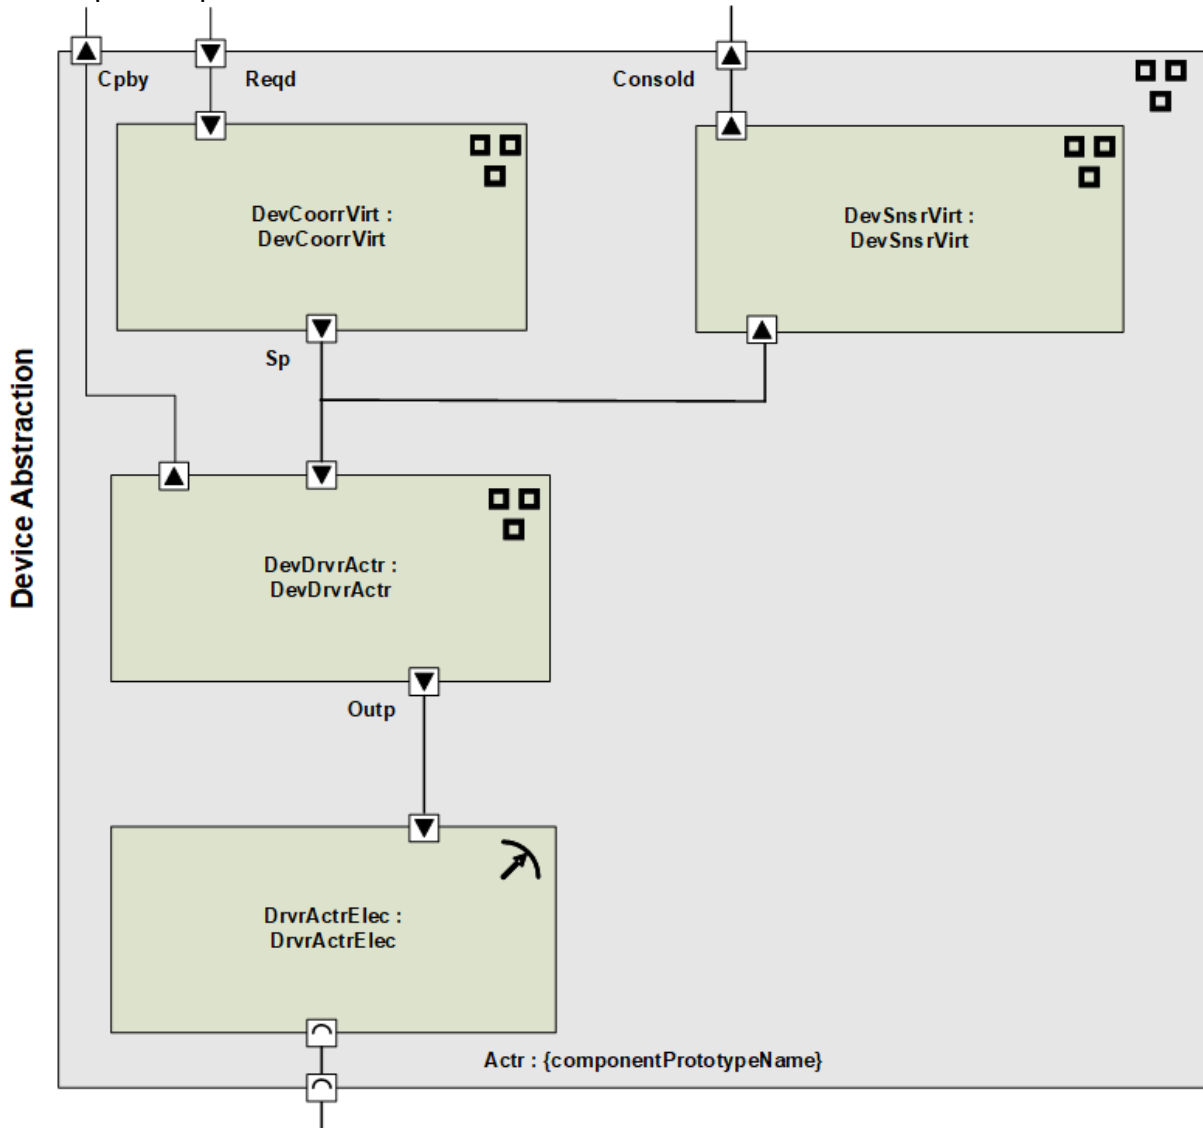 Cpby
Reqd
Consold
DevCoorrVirt :
DevCoorrVirt
DevSnsrVirt :
DevSnsrVirt
Sp
Device Abstraction
DevDrvrActr :
DevDrvrActr
Outp
DrvrActrElec :
DrvrActrElec
Actr : {componentPrototypeName}